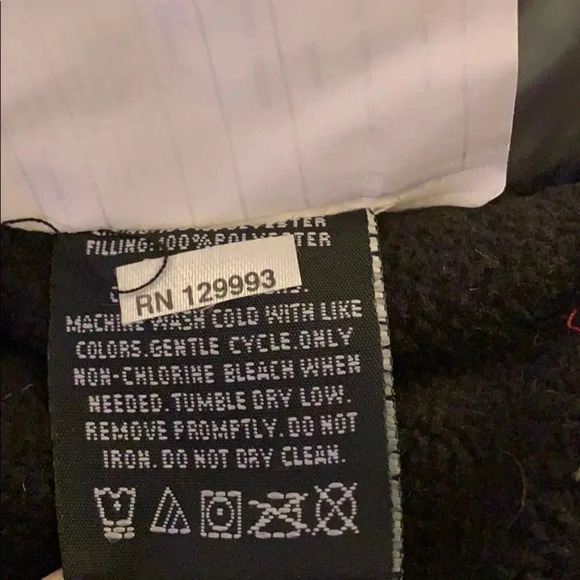 FILLING: 100% POLYESTER
RN 129993
MACHINE WASH COLD WITH LIKE
COLORS.GENTLE CYCLE.ONLY
NON-CHLORINE BLEACH WHEN
NEEDED.TUMBLE DRY LOW.
REMOVE PROMPTLY.DO NOT
IRON.DO NOT DRY CLEAN.